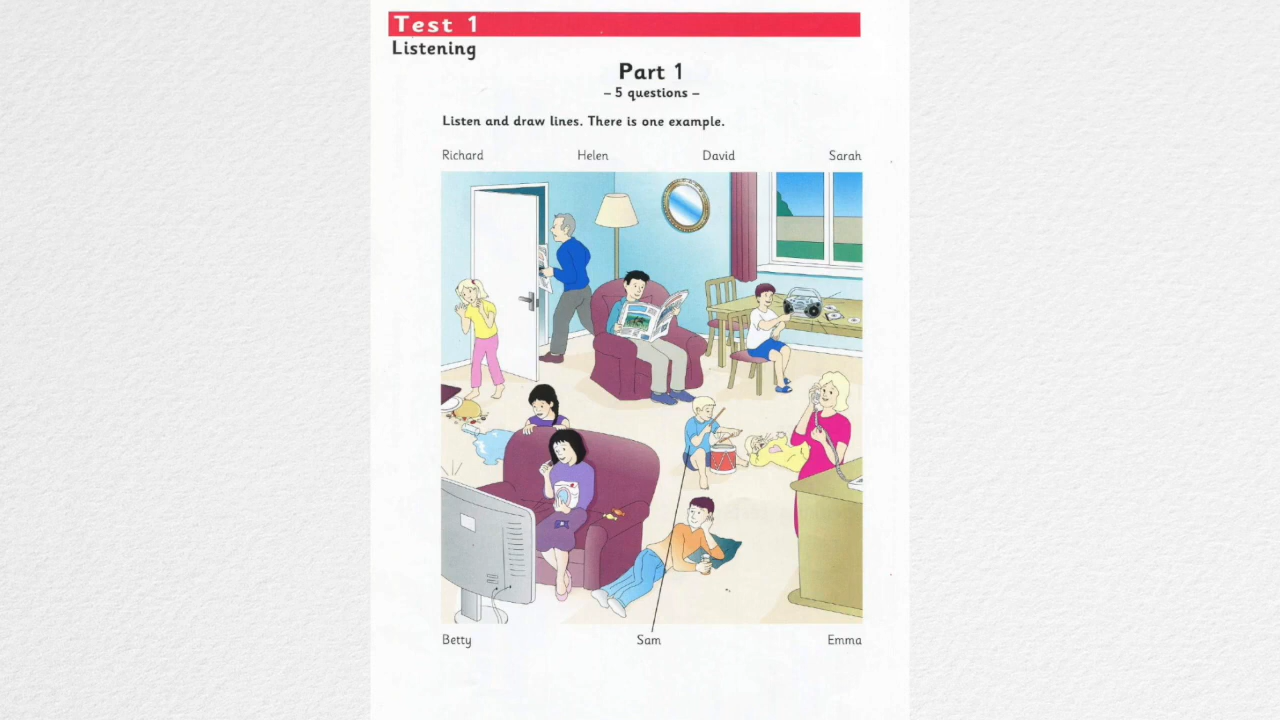 Test 1
Listening
Part 1
– 5 questions –
Listen and draw lines. There is one example.
Richard Helen David Sarah
Betty Sam Emma